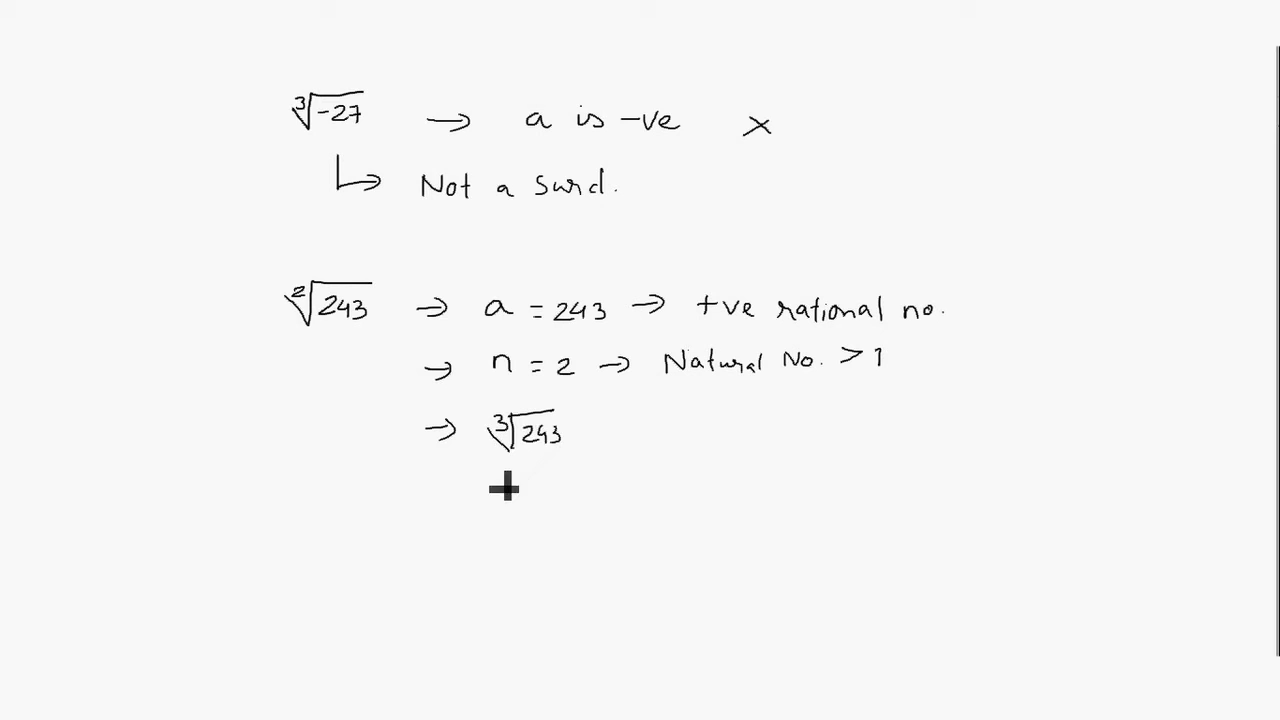 ∛-27 → a is -ve ×
↳ Not a Surd.
²√243 → a = 243 → +ve rational no.
→ n = 2 → Natural No. > 1
→ ∛243